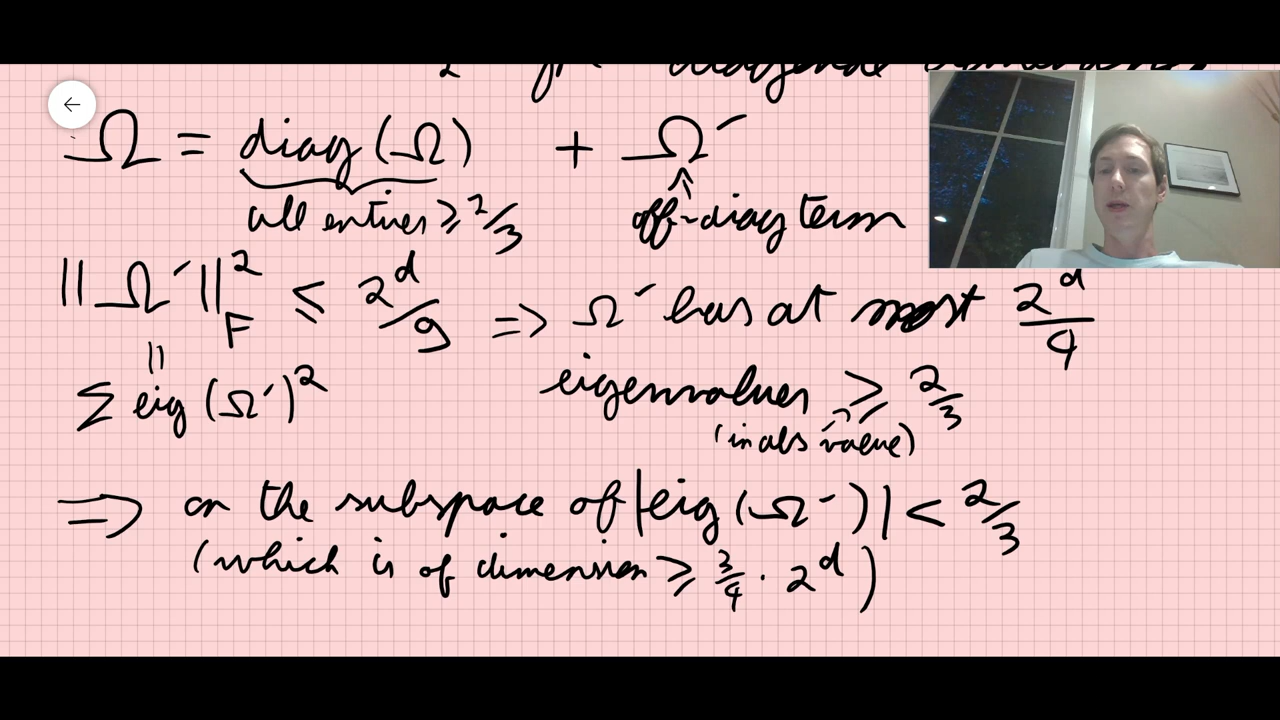 Ω = diag(Ω) + Ω´
all entries ≥ 2/3 off-diag term
||Ω´||²_F ≤ 2^d/9 => Ω´ has at most 2^d/4
||
Σ eig (Ω´)² eigenvalues ≥ 2/3
(in abs value)
=> on the subspace of |eig(Ω´)| < 2/3
(which is of dimension ≥ 3/4 · 2^d)